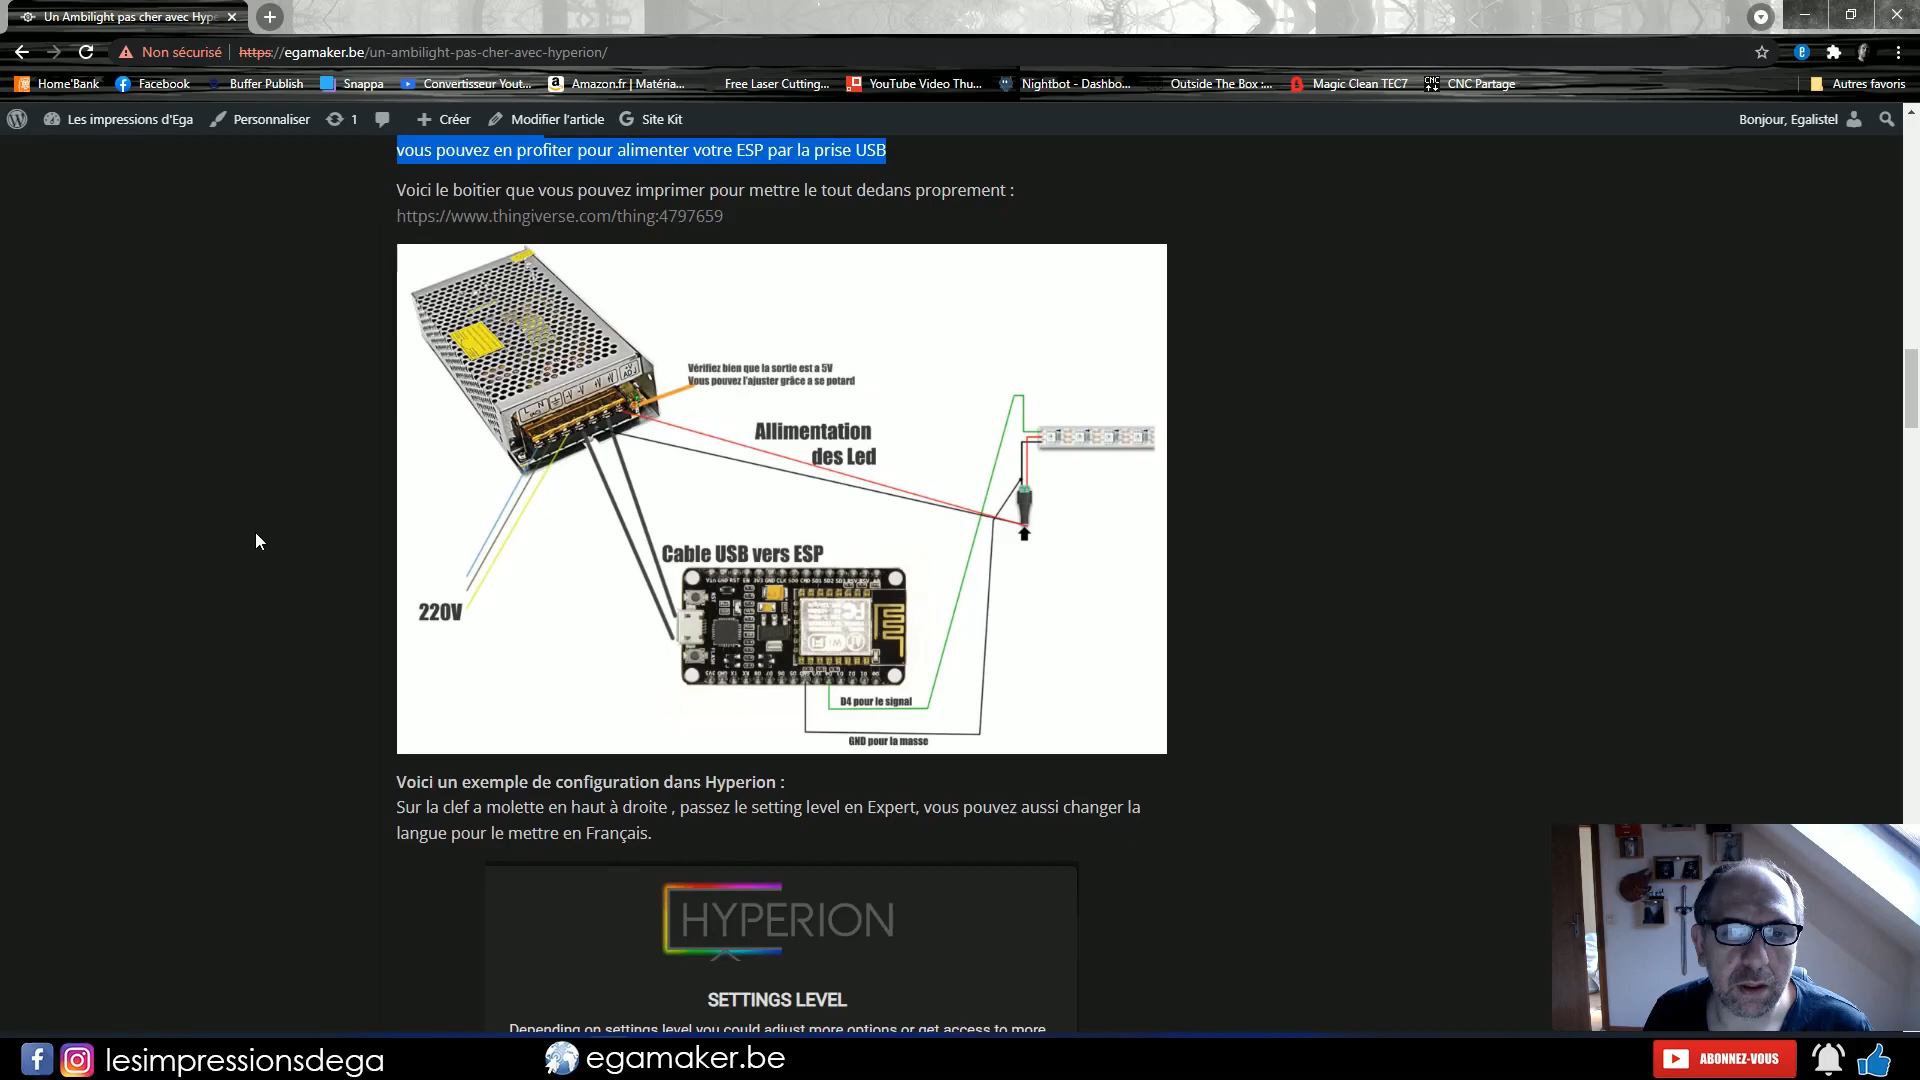 Un Ambilight pas cher avec Hype
Non sécurisé
https://egamaker.be/un-ambilight-pas-cher-avec-hyperion/
Home'Bank
Facebook
Buffer Publish
Snappa
Convertisseur Yout...
Amazon.fr | Matéria...
Free Laser Cutting...
YouTube Video Thu...
Nightbot - Dashbo...
Outside The Box :...
Magic Clean TEC7
CNC Partage
Autres favoris
Les impressions d'Ega
Personnaliser
1
Créer
Modifier l'article
Site Kit
Bonjour, Egalistel
vous pouvez en profiter pour alimenter votre ESP par la prise USB
Voici le boitier que vous pouvez imprimer pour mettre le tout dedans proprement :
https://www.thingiverse.com/thing:4797659
Vérifiez bien que la sortie est a 5V
Vous pouvez l'ajuster grâce a se potard
Allimentation
des Led
Cable USB vers ESP
220V
D4 pour le signal
GND pour la masse
Voici un exemple de configuration dans Hyperion :
Sur la clef a molette en haut à droite , passez le setting level en Expert, vous pouvez aussi changer la
langue pour le mettre en Français.
HYPERION
SETTINGS LEVEL
Depending on settings level you could adjust more options or get access to more
lesimpressionsdega
egamaker.be
ABONNEZ-VOUS